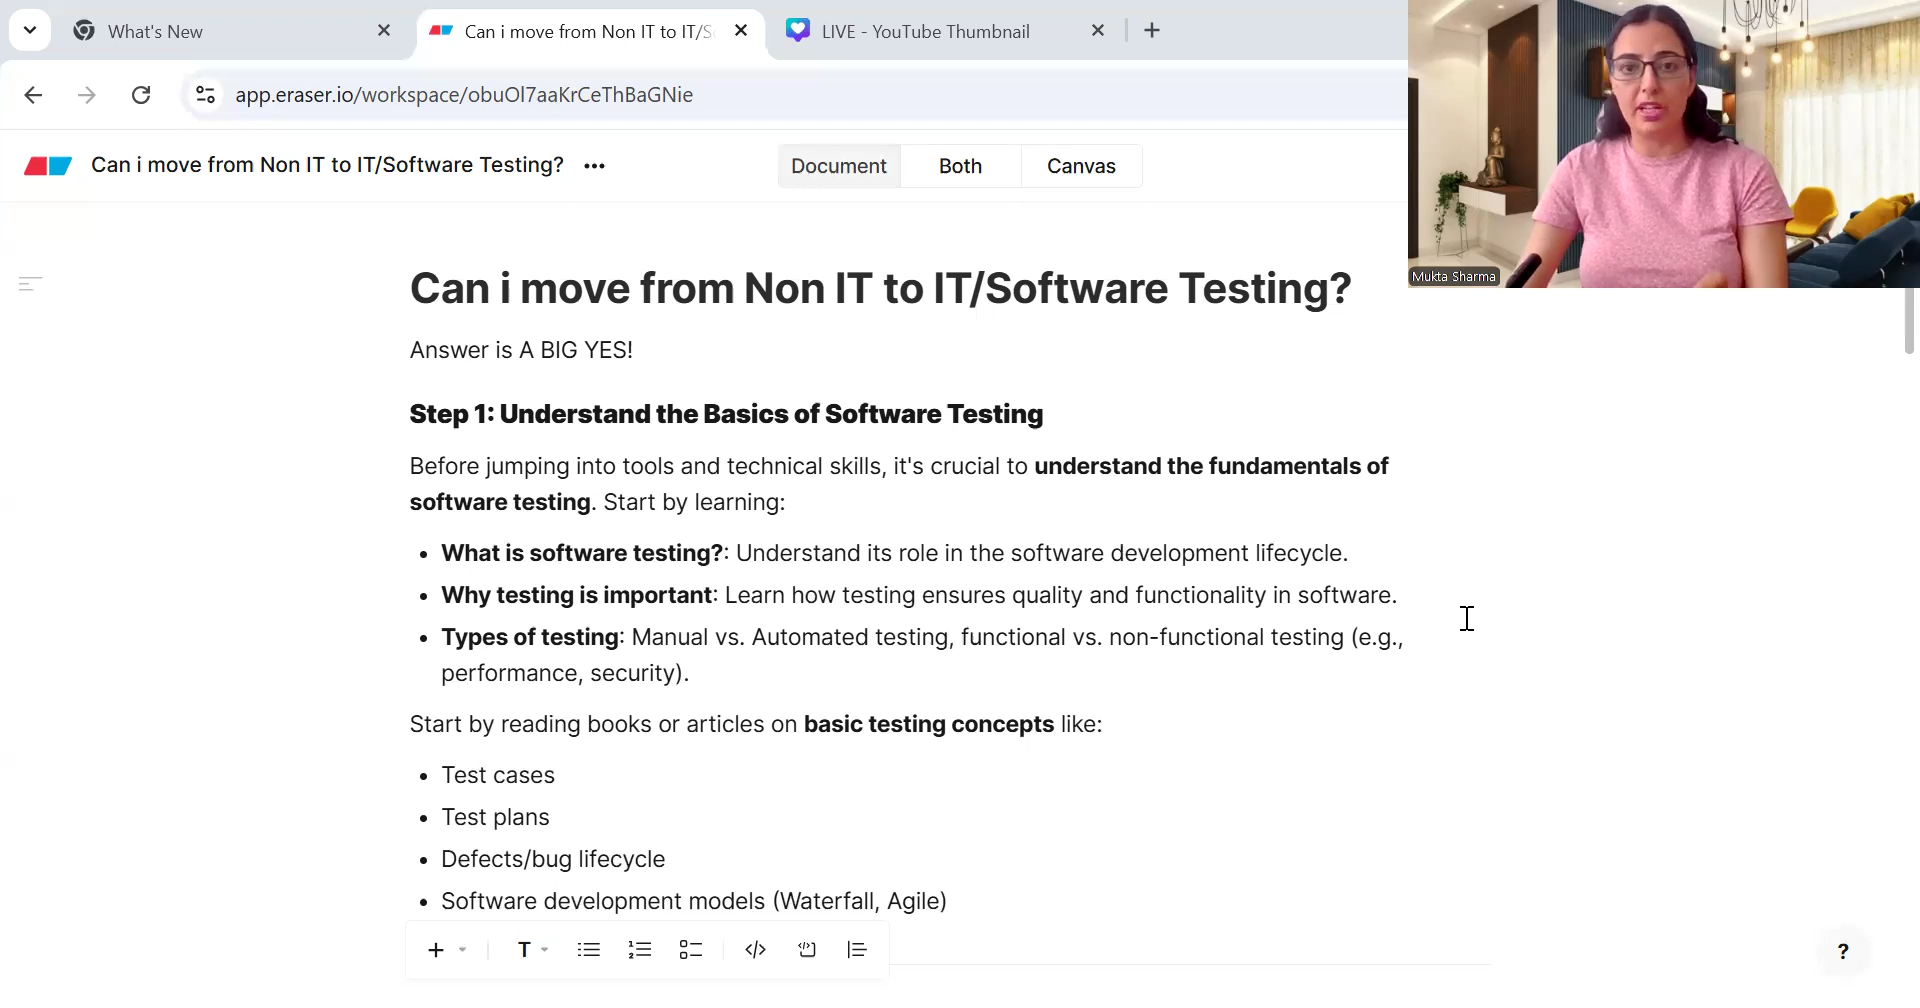 What's New
Can i move from Non IT to IT/S
LIVE - YouTube Thumbnail
app.eraser.io/workspace/obuOl7aaKrCeThBaGNie
Can i move from Non IT to IT/Software Testing?
Document
Both
Canvas
Mukta Sharma
Can i move from Non IT to IT/Software Testing?
Answer is A BIG YES!
Step 1: Understand the Basics of Software Testing
Before jumping into tools and technical skills, it's crucial to understand the fundamentals of
software testing. Start by learning:
• What is software testing?: Understand its role in the software development lifecycle.
• Why testing is important: Learn how testing ensures quality and functionality in software.
• Types of testing: Manual vs. Automated testing, functional vs. non-functional testing (e.g.,
performance, security).
Start by reading books or articles on basic testing concepts like:
• Test cases
• Test plans
• Defects/bug lifecycle
• Software development models (Waterfall, Agile)
T
?